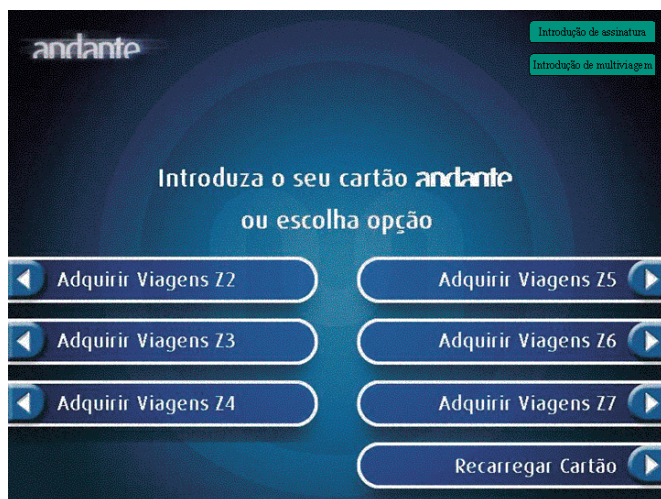 andante
Introdução de assinatura
Introdução de multiviagem
Introduza o seu cartão andante
ou escolha opção
Adquirir Viagens Z2
Adquirir Viagens Z5
Adquirir Viagens Z3
Adquirir Viagens Z6
Adquirir Viagens Z4
Adquirir Viagens Z7
Recarregar Cartão